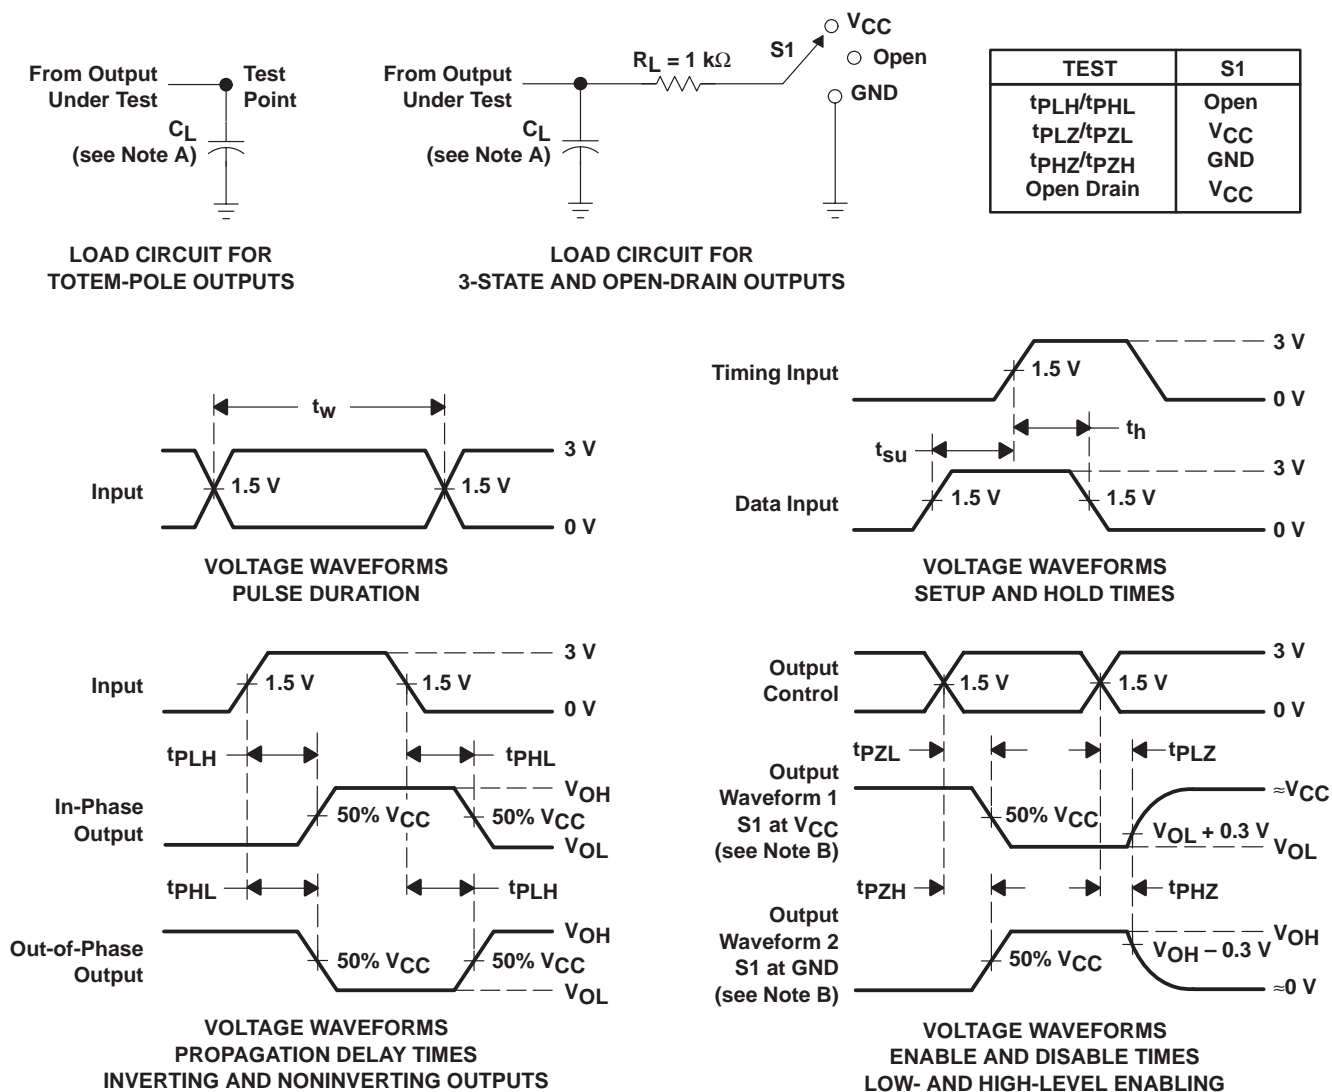 From Output
Under Test
Test
Point
CL
(see Note A)
LOAD CIRCUIT FOR
TOTEM-POLE OUTPUTS
From Output
Under Test
RL = 1 kΩ
S1
VCC
Open
GND
CL
(see Note A)
LOAD CIRCUIT FOR
3-STATE AND OPEN-DRAIN OUTPUTS
TEST S1
tPLH/tPHL Open
tPLZ/tPZL VCC
tPHZ/tPZH GND
Open Drain VCC
tw
Input
1.5 V
1.5 V
3 V
0 V
VOLTAGE WAVEFORMS
PULSE DURATION
Timing Input
1.5 V
3 V
0 V
th
tsu
Data Input
1.5 V
1.5 V
3 V
0 V
VOLTAGE WAVEFORMS
SETUP AND HOLD TIMES
Input
1.5 V
1.5 V
3 V
0 V
tPLH
tPHL
In-Phase
Output
50% VCC
50% VCC
VOH
VOL
tPHL
tPLH
Out-of-Phase
Output
50% VCC
50% VCC
VOH
VOL
VOLTAGE WAVEFORMS
PROPAGATION DELAY TIMES
INVERTING AND NONINVERTING OUTPUTS
Output
Control
1.5 V
1.5 V
3 V
0 V
tPZL
tPLZ
Output
Waveform 1
S1 at VCC
(see Note B)
50% VCC
VOL + 0.3 V
≈VCC
VOL
tPZH
tPHZ
Output
Waveform 2
S1 at GND
(see Note B)
50% VCC
VOH − 0.3 V
VOH
≈0 V
VOLTAGE WAVEFORMS
ENABLE AND DISABLE TIMES
LOW- AND HIGH-LEVEL ENABLING